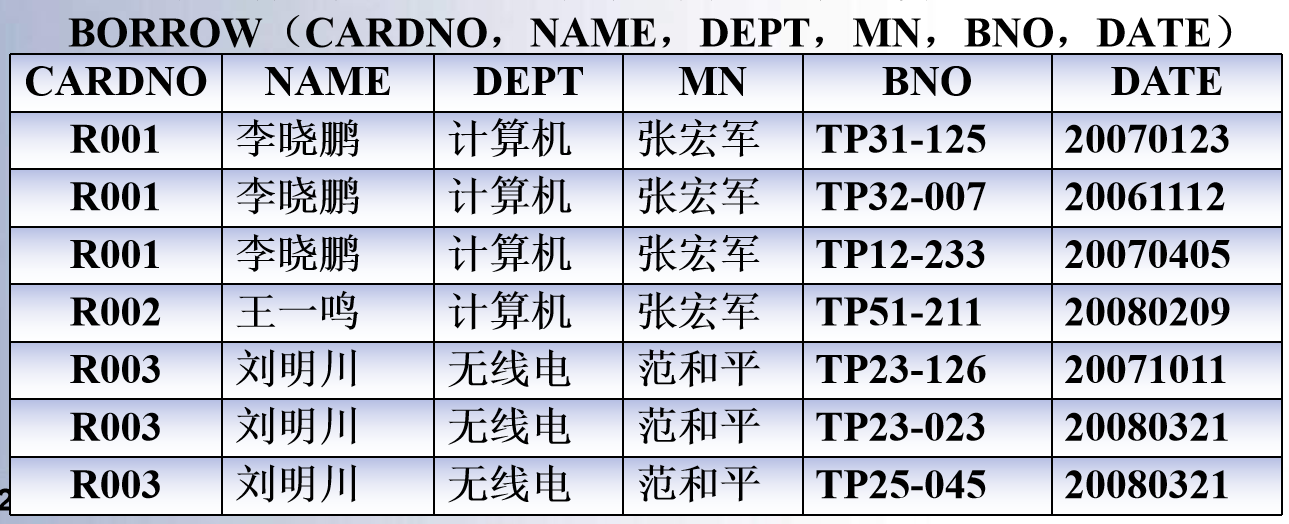 BORROW（CARDNO，NAME，DEPT，MN，BNO，DATE）
CARDNO NAME DEPT MN BNO DATE
R001 李晓鹏 计算机 张宏军 TP31-125 20070123
R001 李晓鹏 计算机 张宏军 TP32-007 20061112
R001 李晓鹏 计算机 张宏军 TP12-233 20070405
R002 王一鸣 计算机 张宏军 TP51-211 20080209
R003 刘明川 无线电 范和平 TP23-126 20071011
R003 刘明川 无线电 范和平 TP23-023 20080321
R003 刘明川 无线电 范和平 TP25-045 20080321
2